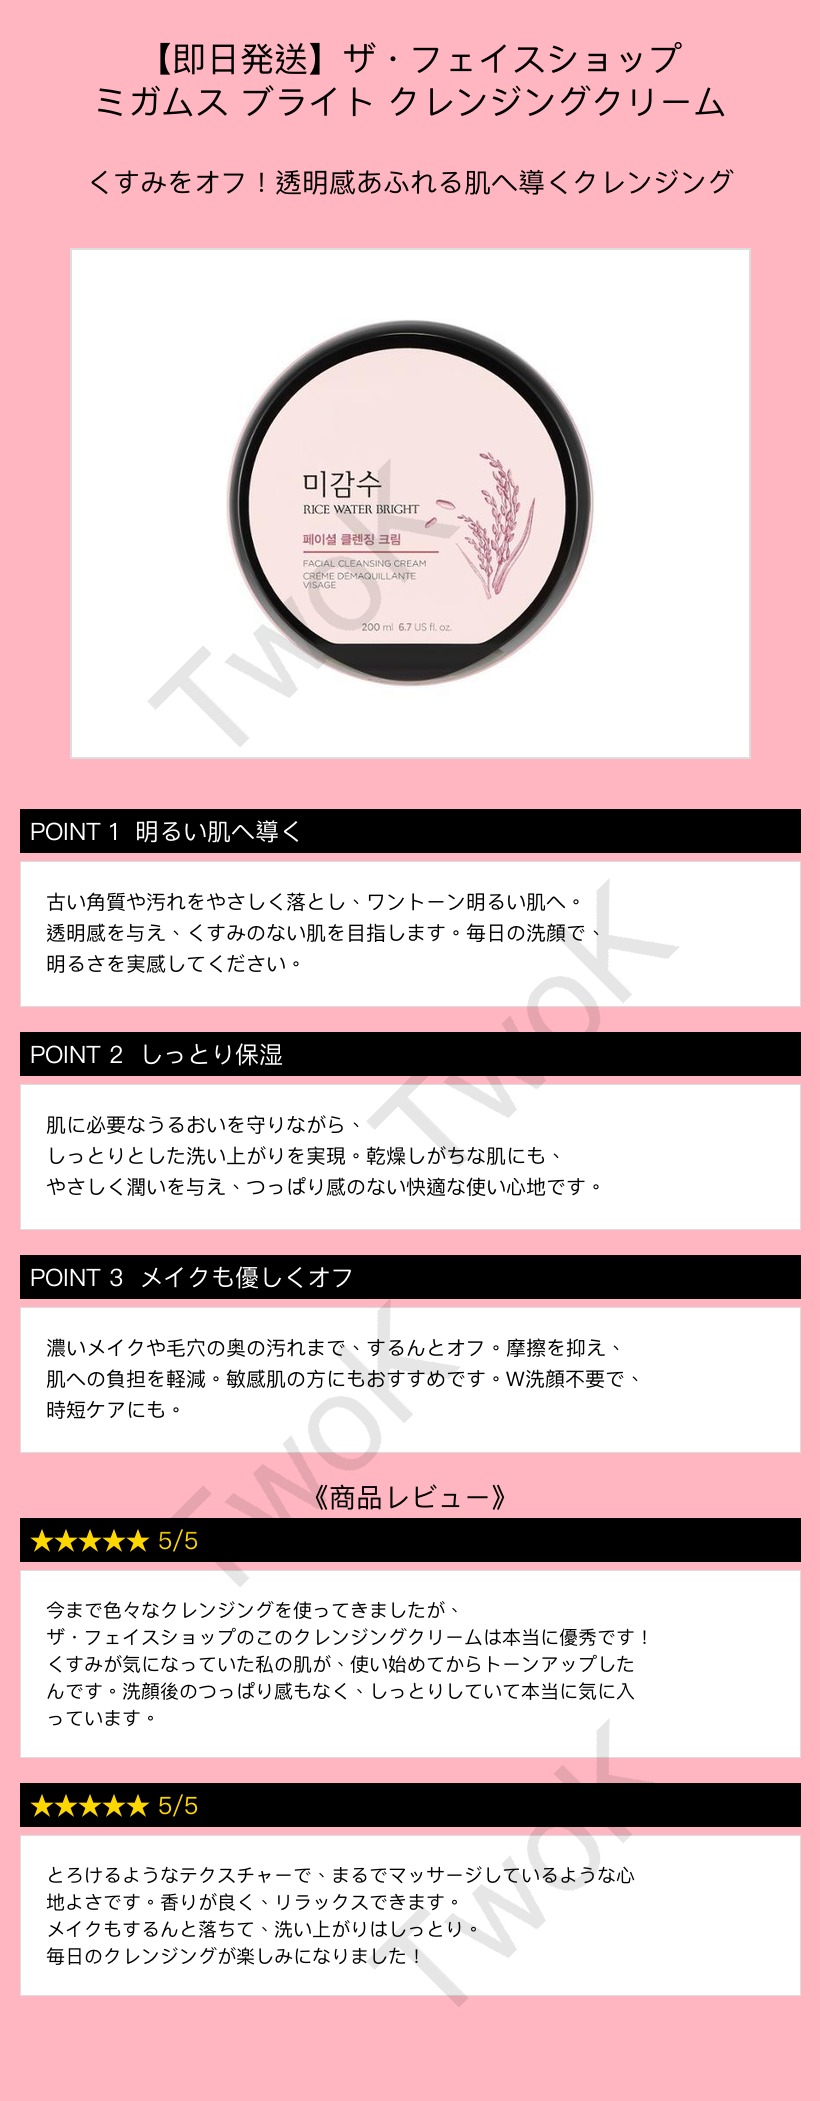 【即日発送】ザ・フェイスショップ
ミガムス ブライト クレンジングクリーム
くすみをオフ！透明感あふれる肌へ導くクレンジング
미감수
RICE WATER BRIGHT
페이셜 클렌징 크림
FACIAL CLEANSING CREAM
CRÈME DÉMAQUILLANTE
VISAGE
200 ml 6.7 US fl. oz.
TwoK
POINT 1 明るい肌へ導く
古い角質や汚れをやさしく落とし、ワントーン明るい肌へ。
透明感を与え、くすみのない肌を目指します。毎日の洗顔で、
明るさを実感してください。
TwoK
POINT 2 しっとり保湿
肌に必要なうるおいを守りながら、
しっとりとした洗い上がりを実現。乾燥しがちな肌にも、
やさしく潤いを与え、つっぱり感のない快適な使い心地です。
POINT 3 メイクも優しくオフ
濃いメイクや毛穴の奥の汚れまで、するんとオフ。摩擦を抑え、
肌への負担を軽減。敏感肌の方にもおすすめです。W洗顔不要で、
時短ケアにも。
TwoK
《商品レビュー》
★★★★★ 5/5
今まで色々なクレンジングを使ってきましたが、
ザ・フェイスショップのこのクレンジングクリームは本当に優秀です！
くすみが気になっていた私の肌が、使い始めてからトーンアップした
んです。洗顔後のつっぱり感もなく、しっとりしていて本当に気に入
っています。
★★★★★ 5/5
とろけるようなテクスチャーで、まるでマッサージしているような心
地よさです。香りが良く、リラックスできます。
メイクもするんと落ちて、洗い上がりはしっとり。
毎日のクレンジングが楽しみになりました！
TwoK